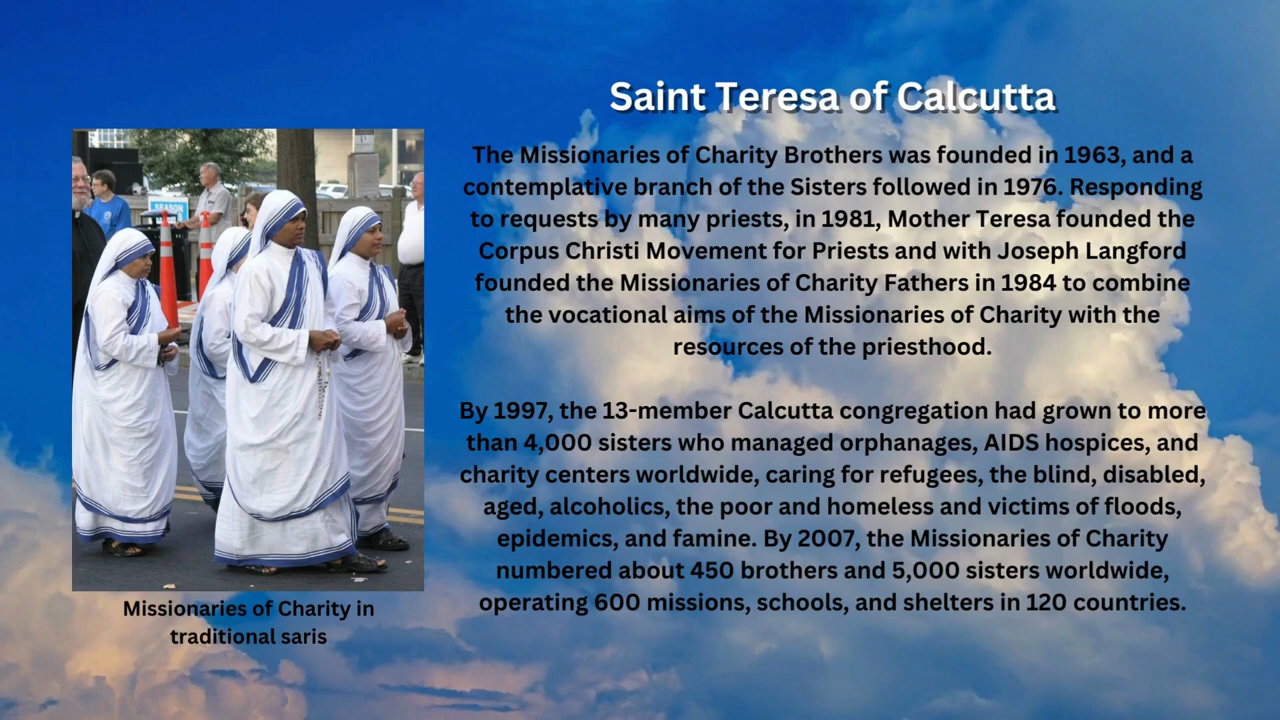 Saint Teresa of Calcutta
The Missionaries of Charity Brothers was founded in 1963, and a
contemplative branch of the Sisters followed in 1976. Responding
to requests by many priests, in 1981, Mother Teresa founded the
Corpus Christi Movement for Priests and with Joseph Langford
founded the Missionaries of Charity Fathers in 1984 to combine
the vocational aims of the Missionaries of Charity with the
resources of the priesthood.
By 1997, the 13-member Calcutta congregation had grown to more
than 4,000 sisters who managed orphanages, AIDS hospices, and
charity centers worldwide, caring for refugees, the blind, disabled,
aged, alcoholics, the poor and homeless and victims of floods,
epidemics, and famine. By 2007, the Missionaries of Charity
numbered about 450 brothers and 5,000 sisters worldwide,
operating 600 missions, schools, and shelters in 120 countries.
SEASON
Missionaries of Charity in
traditional saris